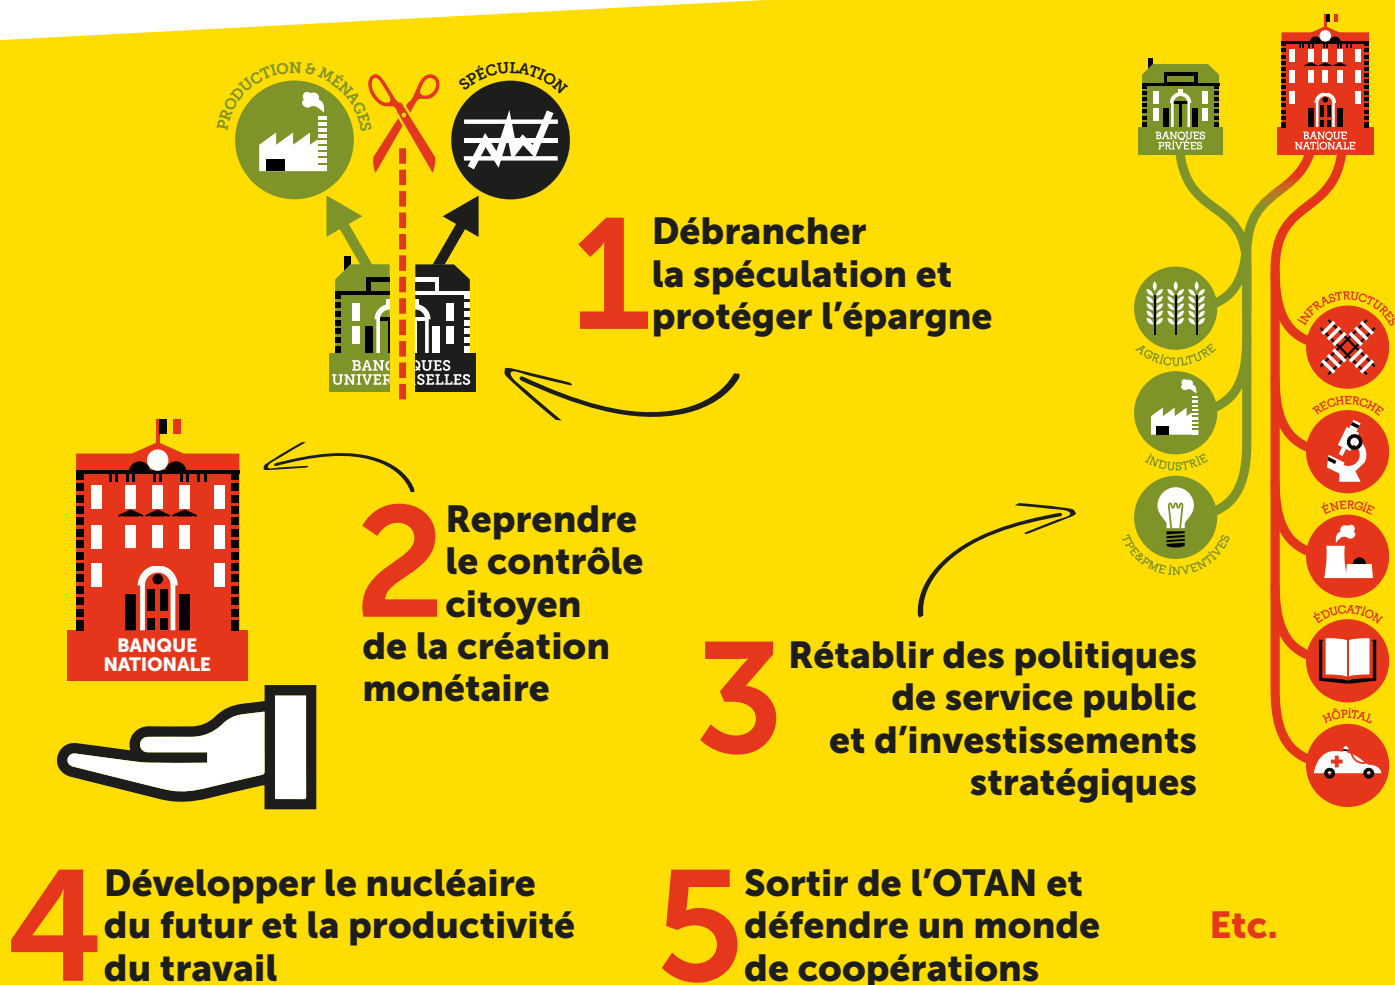 PRODUCTION & MÉNAGES
SPÉCULATION
BANQUES UNIVERSELLES
1
Débrancher
la spéculation et
protéger l'épargne
BANQUES
PRIVÉES
BANQUE
NATIONALE
AGRICULTURE
INDUSTRIE
TPE&PME INVENTIVES
INFRASTRUCTURES
RECHERCHE
ÉNERGIE
ÉDUCATION
HÔPITAL
BANQUE
NATIONALE
2
Reprendre
le contrôle
citoyen
de la création
monétaire
3
Rétablir des politiques
de service public
et d'investissements
stratégiques
4
Développer le nucléaire
du futur et la productivité
du travail
5
Sortir de l'OTAN et
défendre un monde
de coopérations
Etc.